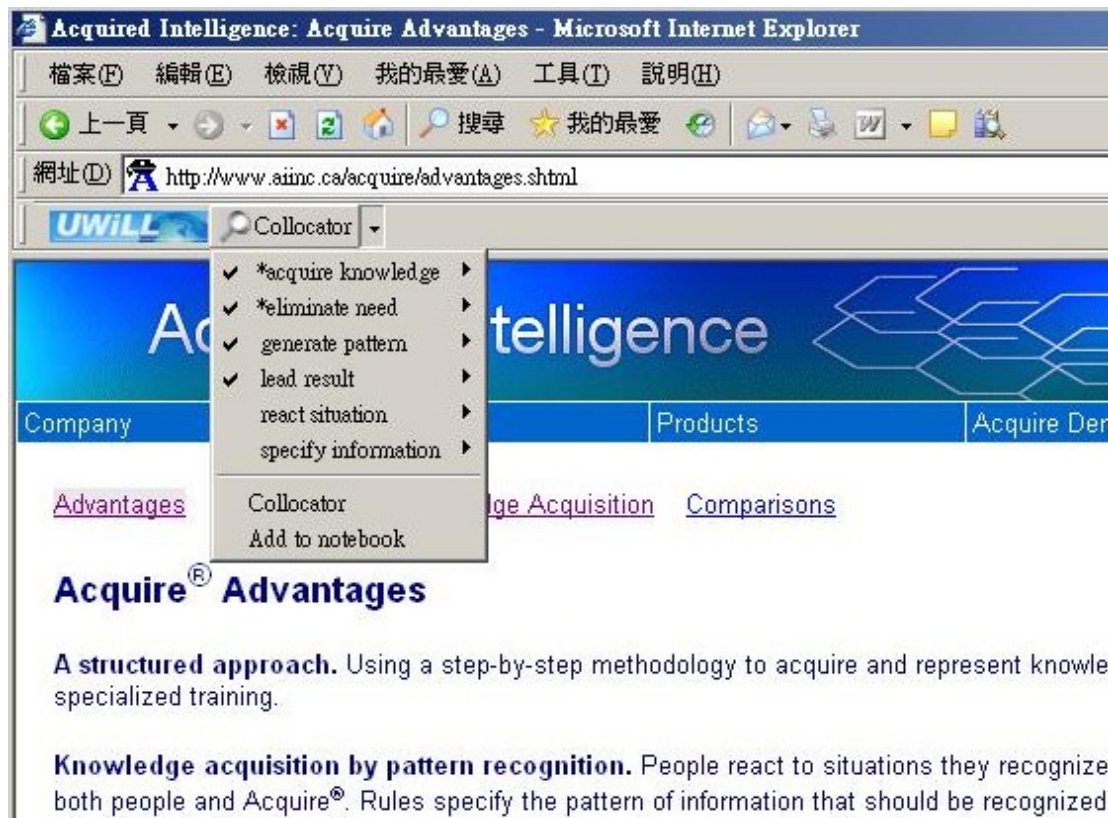 Acquired Intelligence: Acquire Advantages - Microsoft Internet Explorer
檔案(F) 編輯(E) 檢視(V) 我的最愛(A) 工具(T) 說明(H)
上一頁 搜尋 我的最愛 W
網址(D) http://www.aiinc.ca/acquire/advantages.shtml
UWiLL Collocator
*acquire knowledge
*eliminate need
generate pattern
lead result
react situation
specify information
Collocator
Add to notebook
Ac telligence
Company Products Acquire Der
Advantages ge Acquisition Comparisons
Acquire® Advantages
A structured approach. Using a step-by-step methodology to acquire and represent knowle
specialized training.
Knowledge acquisition by pattern recognition. People react to situations they recognize
both people and Acquire®. Rules specify the pattern of information that should be recognized